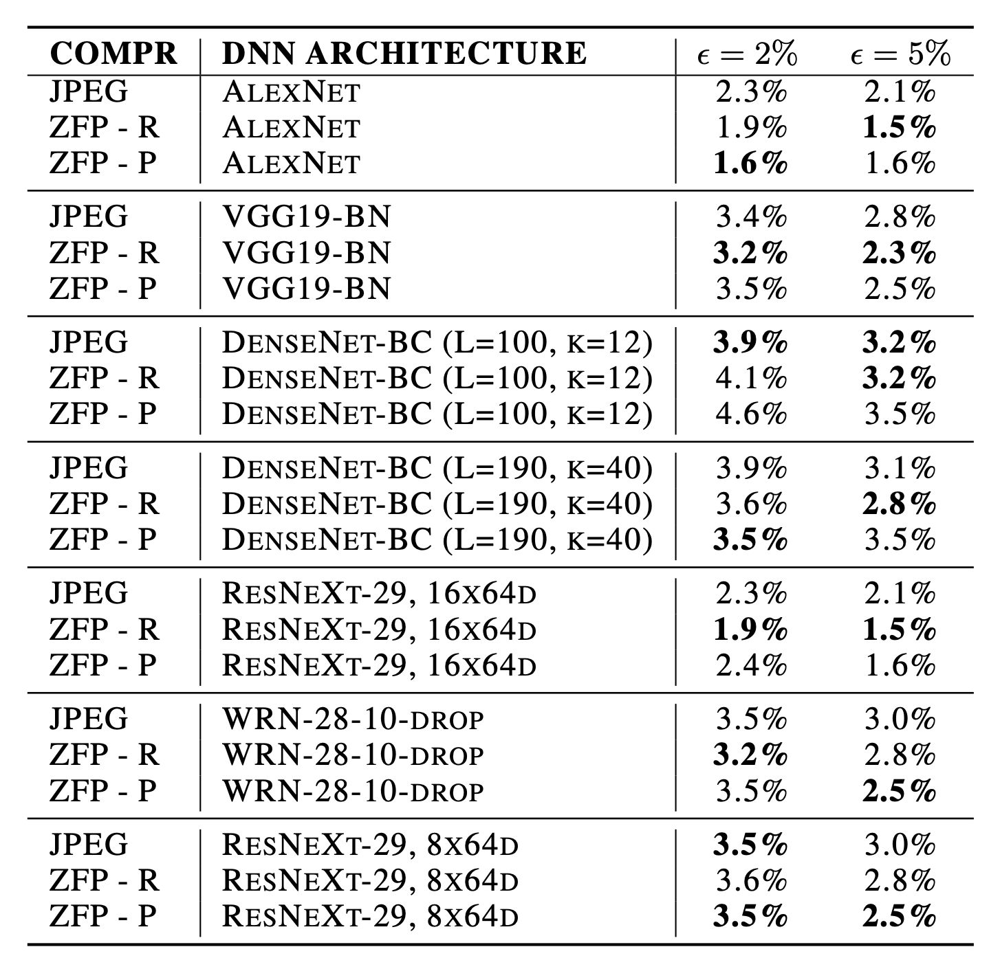 COMPR DNN ARCHITECTURE ϵ = 2% ϵ = 5%
JPEG ALEXNET 2.3% 2.1%
ZFP - R ALEXNET 1.9% 1.5%
ZFP - P ALEXNET 1.6% 1.6%
JPEG VGG19-BN 3.4% 2.8%
ZFP - R VGG19-BN 3.2% 2.3%
ZFP - P VGG19-BN 3.5% 2.5%
JPEG DENSENET-BC (L=100, K=12) 3.9% 3.2%
ZFP - R DENSENET-BC (L=100, K=12) 4.1% 3.2%
ZFP - P DENSENET-BC (L=100, K=12) 4.6% 3.5%
JPEG DENSENET-BC (L=190, K=40) 3.9% 3.1%
ZFP - R DENSENET-BC (L=190, K=40) 3.6% 2.8%
ZFP - P DENSENET-BC (L=190, K=40) 3.5% 3.5%
JPEG RESNEXT-29, 16X64D 2.3% 2.1%
ZFP - R RESNEXT-29, 16X64D 1.9% 1.5%
ZFP - P RESNEXT-29, 16X64D 2.4% 1.6%
JPEG WRN-28-10-DROP 3.5% 3.0%
ZFP - R WRN-28-10-DROP 3.2% 2.8%
ZFP - P WRN-28-10-DROP 3.5% 2.5%
JPEG RESNEXT-29, 8X64D 3.5% 3.0%
ZFP - R RESNEXT-29, 8X64D 3.6% 2.8%
ZFP - P RESNEXT-29, 8X64D 3.5% 2.5%